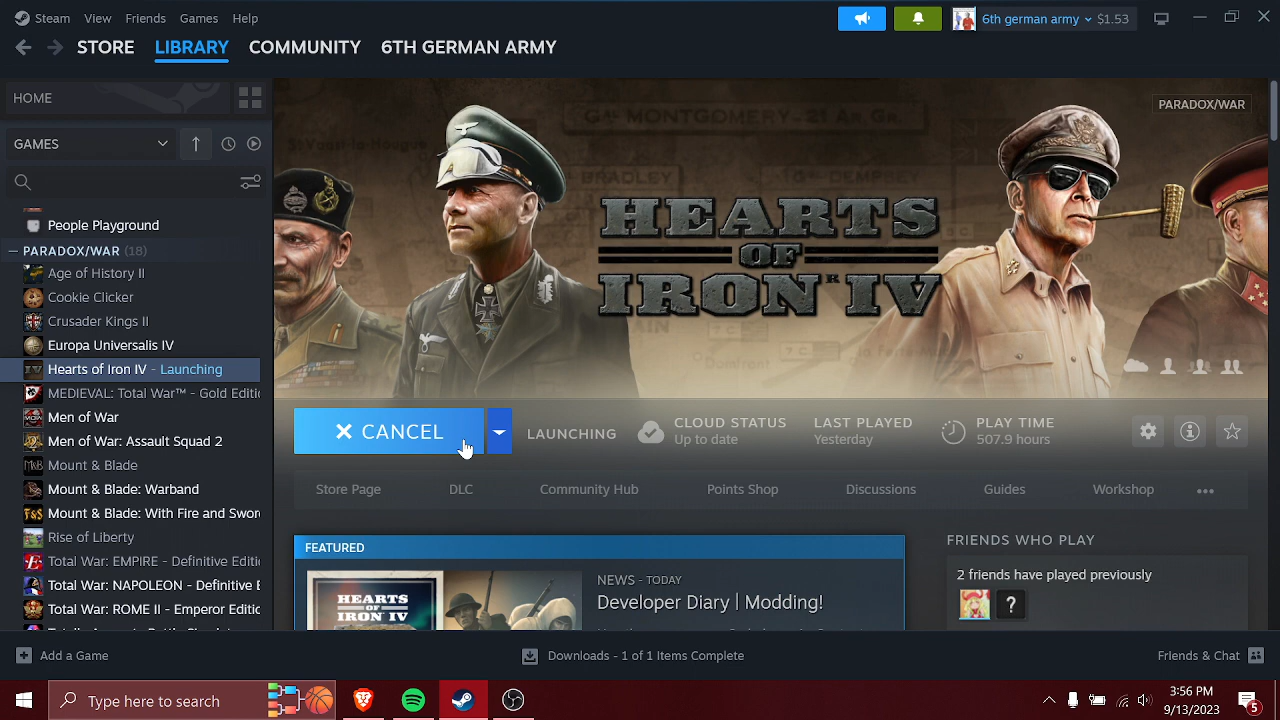 Steam View Friends Games Help
6th german army $1.53
STORE LIBRARY COMMUNITY 6TH GERMAN ARMY
HOME
GAMES
People Playground
PARADOX/WAR (18)
Age of History II
Cookie Clicker
Crusader Kings II
Europa Universalis IV
Hearts of Iron IV - Launching
MEDIEVAL: Total War™ - Gold Editi
Men of War
Men of War: Assault Squad 2
Mount & Blade
Mount & Blade: Warband
Mount & Blade: With Fire and Swor
Rise of Liberty
Total War: EMPIRE - Definitive Editi
Total War: NAPOLEON - Definitive E
Total War: ROME II - Emperor Editi
PARADOX/WAR
HEARTS
OF
IRON IV
CANCEL
LAUNCHING
CLOUD STATUS
Up to date
LAST PLAYED
Yesterday
PLAY TIME
507.9 hours
Store Page DLC Community Hub Points Shop Discussions Guides Workshop
FEATURED
HEARTS
OF
IRON IV
NEWS - TODAY
Developer Diary | Modding!
FRIENDS WHO PLAY
2 friends have played previously
?
Add a Game
Downloads - 1 of 1 Items Complete
Friends & Chat
Type here to search
3:56 PM
9/13/2023
5